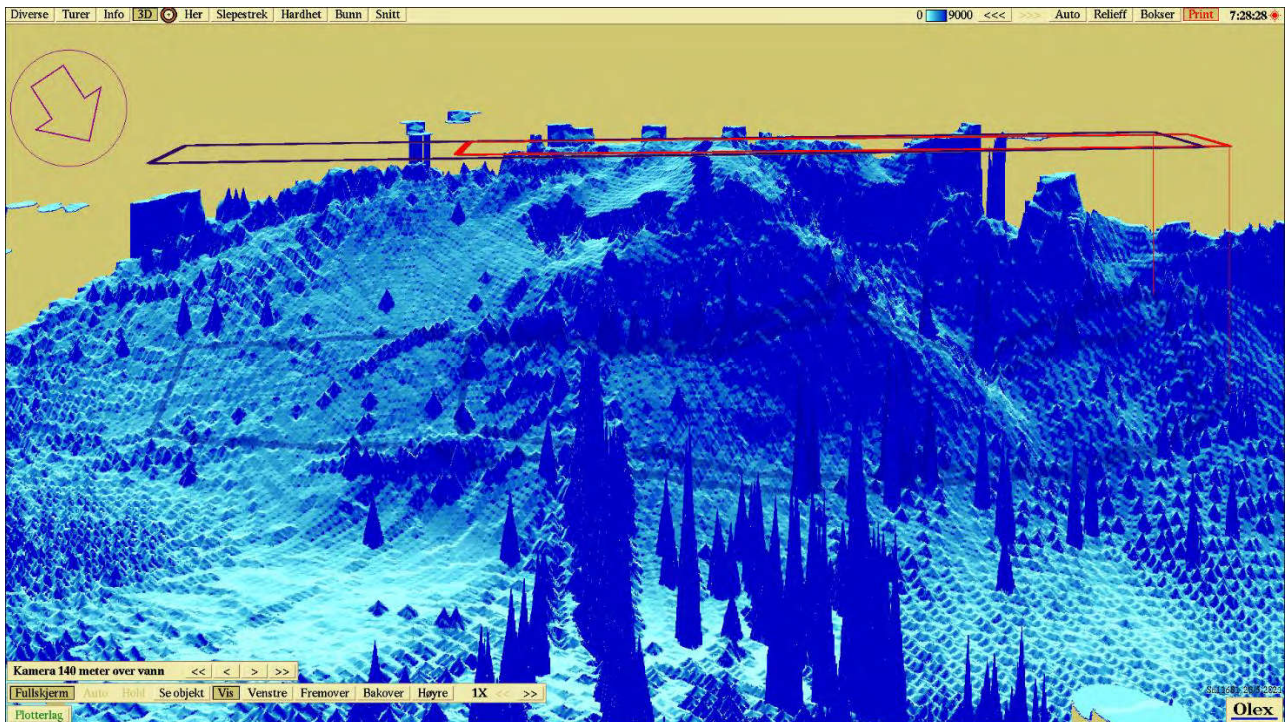 Diverse Turer Info 3D Her Slepestrek Hardhet Bunn Snitt 0 9000 <<< >>> Auto Relieff Bokser Print 7:28:28
Kamera 140 meter over vann << < > >>
Fullskjerm Auto Hold Se objekt Vis Venstre Fremover Bakover Høyre 1X << >>
Plotterlag Olex